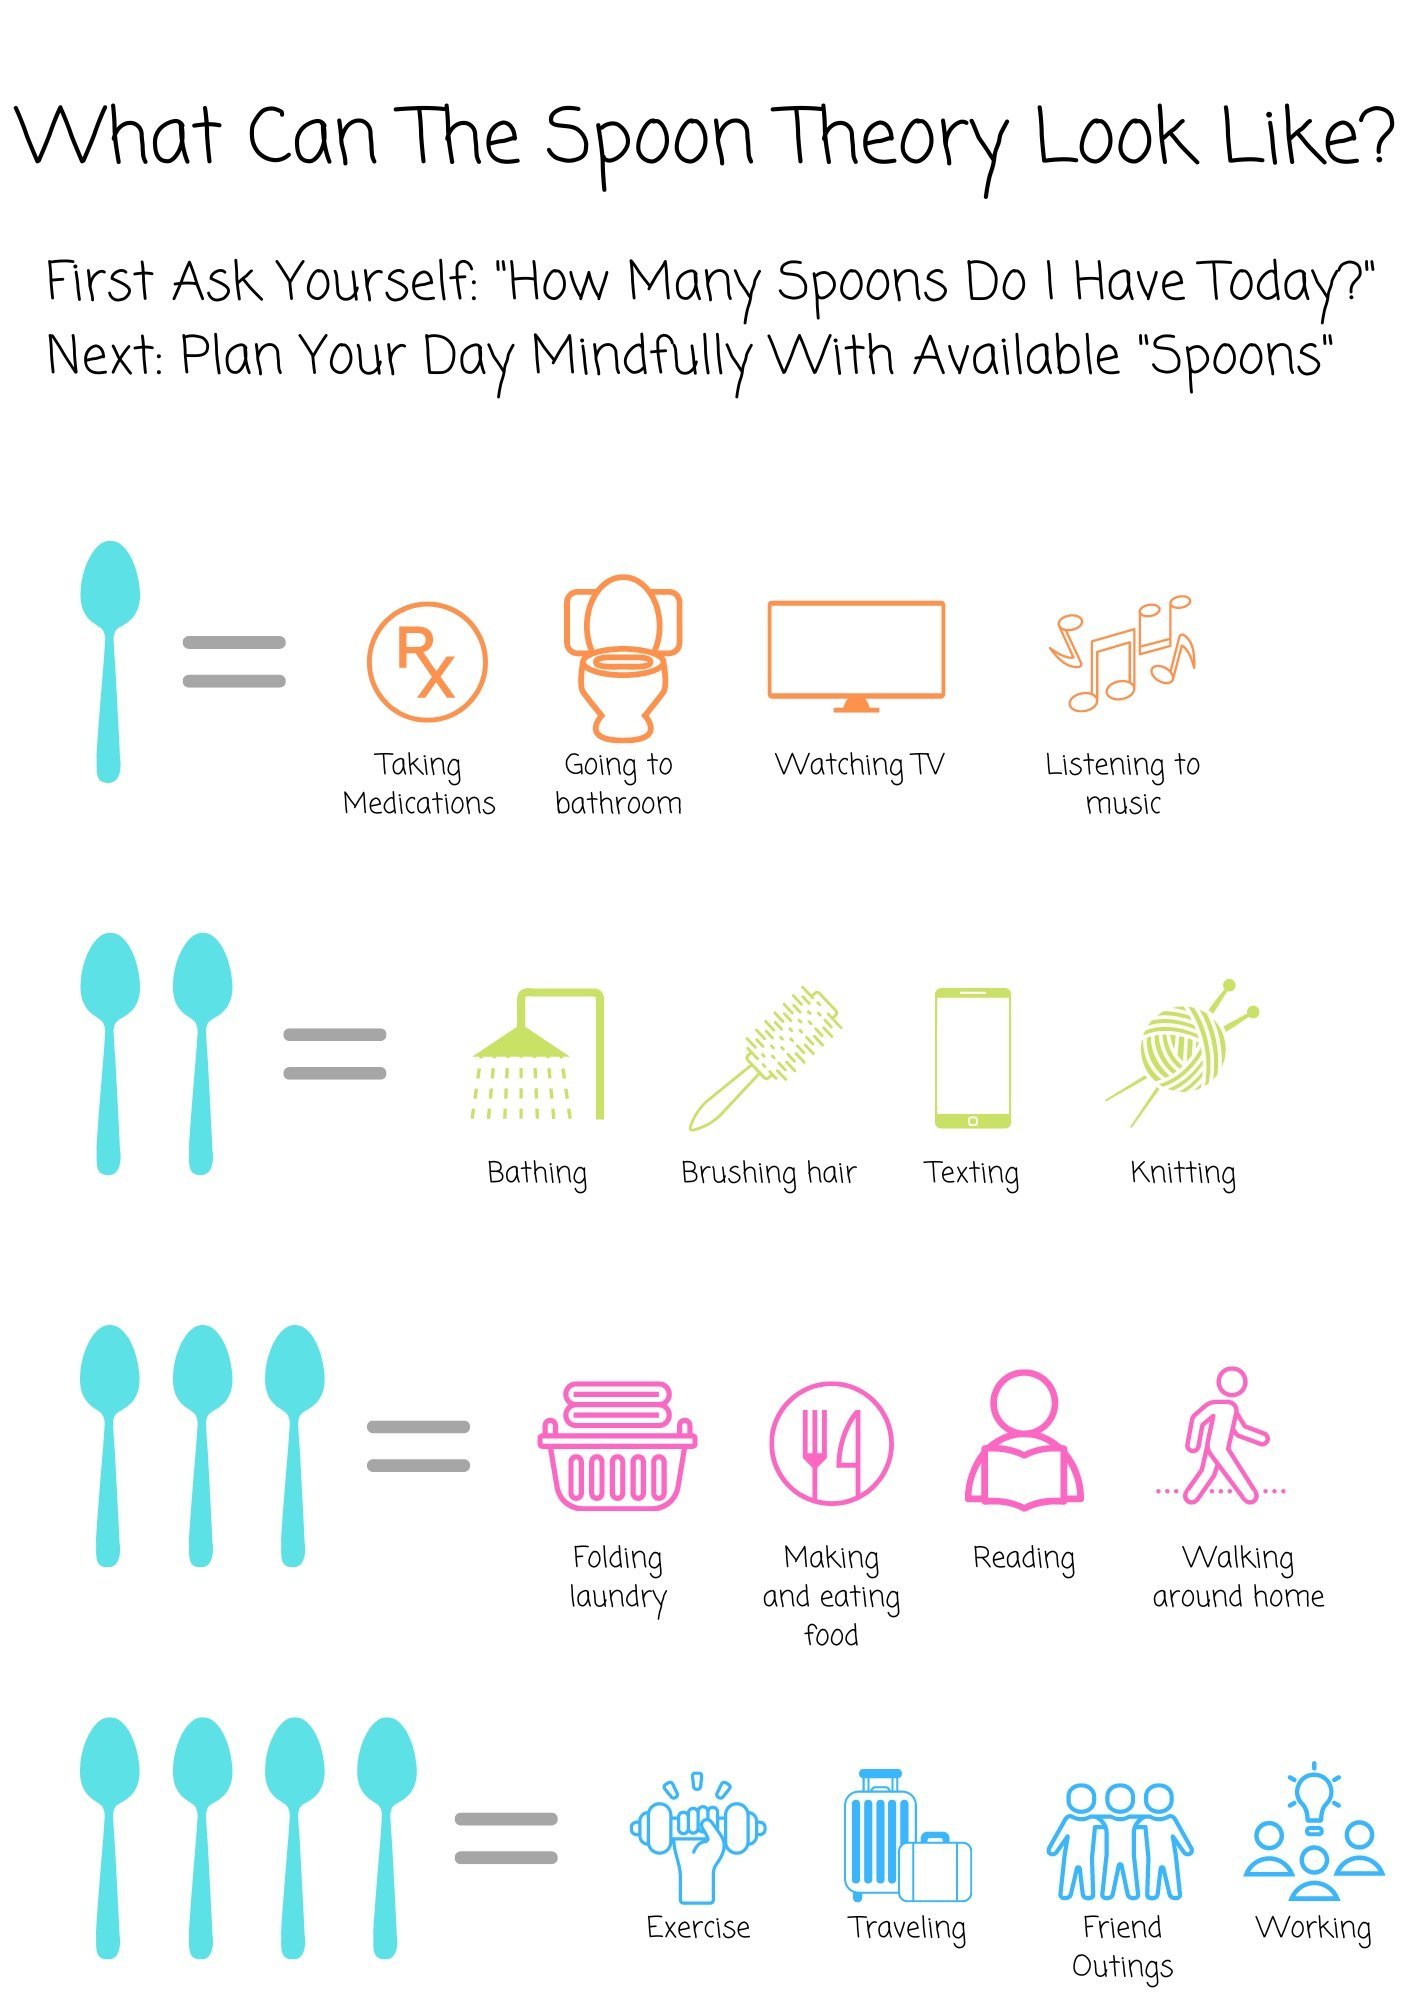 What Can The Spoon Theory Look Like?
First Ask Yourself: "How Many Spoons Do I Have Today?"
Next: Plan Your Day Mindfully With Available "Spoons"
Rx
Taking
Medications
Going to
bathroom
Watching TV
Listening to
music
Bathing
Brushing hair
Texting
Knitting
Folding
laundry
Making
and eating
food
Reading
Walking
around home
Exercise
Traveling
Friend
Outings
Working